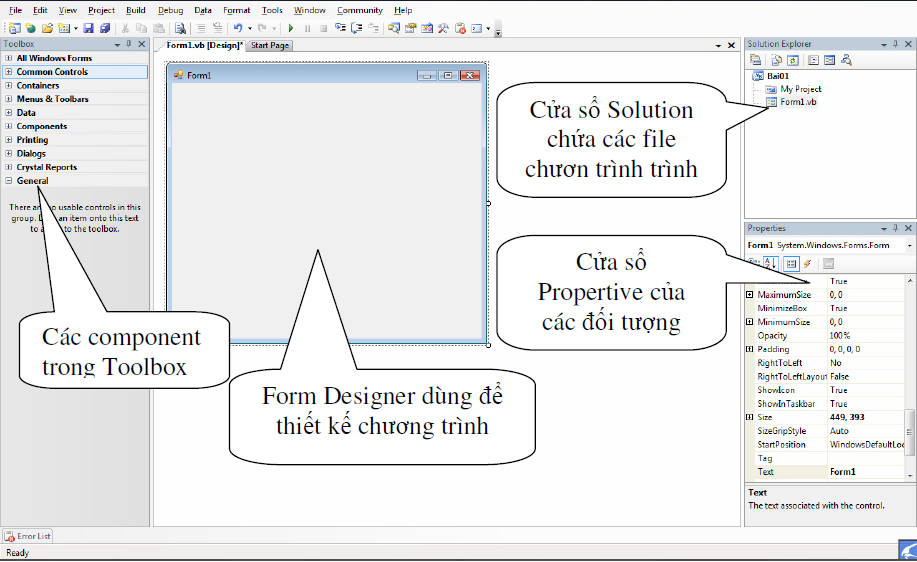 File Edit View Project Build Debug Data Format Tools Window Community Help
Toolbox
All Windows Forms
Common Controls
Containers
Menus & Toolbars
Data
Components
Printing
Dialogs
Crystal Reports
General
There are no usable controls in this
group. an item onto this text
to to the toolbox.
Các component
trong Toolbox
Form1.vb [Design]* Start Page
Form1
Form Designer dùng để
thiết kế chương trình
Cửa sổ Solution
chứa các file
chươn trình trình
Cửa sổ
Propertive của
các đối tượng
Solution Explorer
Bai01
My Project
Form1.vb
Properties
Form1 System.Windows.Forms.Form
True
MaximumSize 0, 0
MinimizeBox True
MinimumSize 0, 0
Opacity 100%
Padding 0, 0, 0, 0
RightToLeft No
RightToLeftLayout False
ShowIcon True
ShowInTaskbar True
Size 449, 393
SizeGripStyle Auto
StartPosition WindowsDefaultLoc
Tag
Text Form1
Text
The text associated with the control.
Error List
Ready